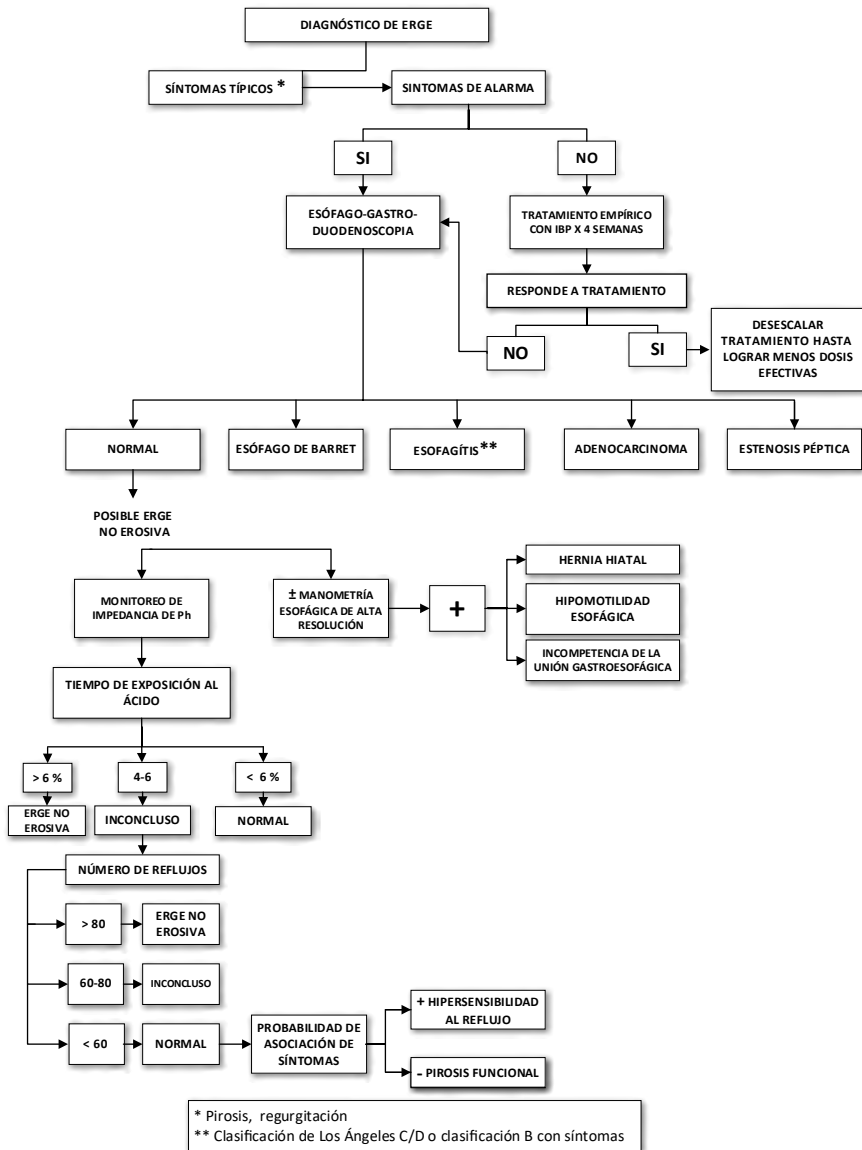 DIAGNÓSTICO DE ERGE
SÍNTOMAS TÍPICOS *
SINTOMAS DE ALARMA
SI
NO
ESÓFAGO-GASTRO-
DUODENOSCOPIA
TRATAMIENTO EMPÍRICO
CON IBP X 4 SEMANAS
RESPONDE A TRATAMIENTO
NO
SI
DESESCALAR
TRATAMIENTO HASTA
LOGRAR MENOS DOSIS
EFECTIVAS
NORMAL
ESÓFAGO DE BARRET
ESOFAGÍTIS **
ADENOCARCINOMA
ESTENOSIS PÉPTICA
POSIBLE ERGE
NO EROSIVA
MONITOREO DE
IMPEDANCIA DE Ph
± MANOMETRÍA
ESOFÁGICA DE ALTA
RESOLUCIÓN
+
HERNIA HIATAL
HIPOMOTILIDAD
ESOFÁGICA
INCOMPETENCIA DE LA
UNIÓN GASTROESOFÁGICA
TIEMPO DE EXPOSICIÓN AL
ÁCIDO
> 6 %
4-6
< 6 %
ERGE NO
EROSIVA
INCONCLUSO
NORMAL
NÚMERO DE REFLUJOS
> 80
ERGE NO
EROSIVA
60-80
INCONCLUSO
< 60
NORMAL
PROBABILIDAD DE
ASOCIACIÓN DE
SÍNTOMAS
+ HIPERSENSIBILIDAD
AL REFLUJO
- PIROSIS FUNCIONAL
* Pirosis, regurgitación
** Clasificación de Los Ángeles C/D o clasificación B con síntomas